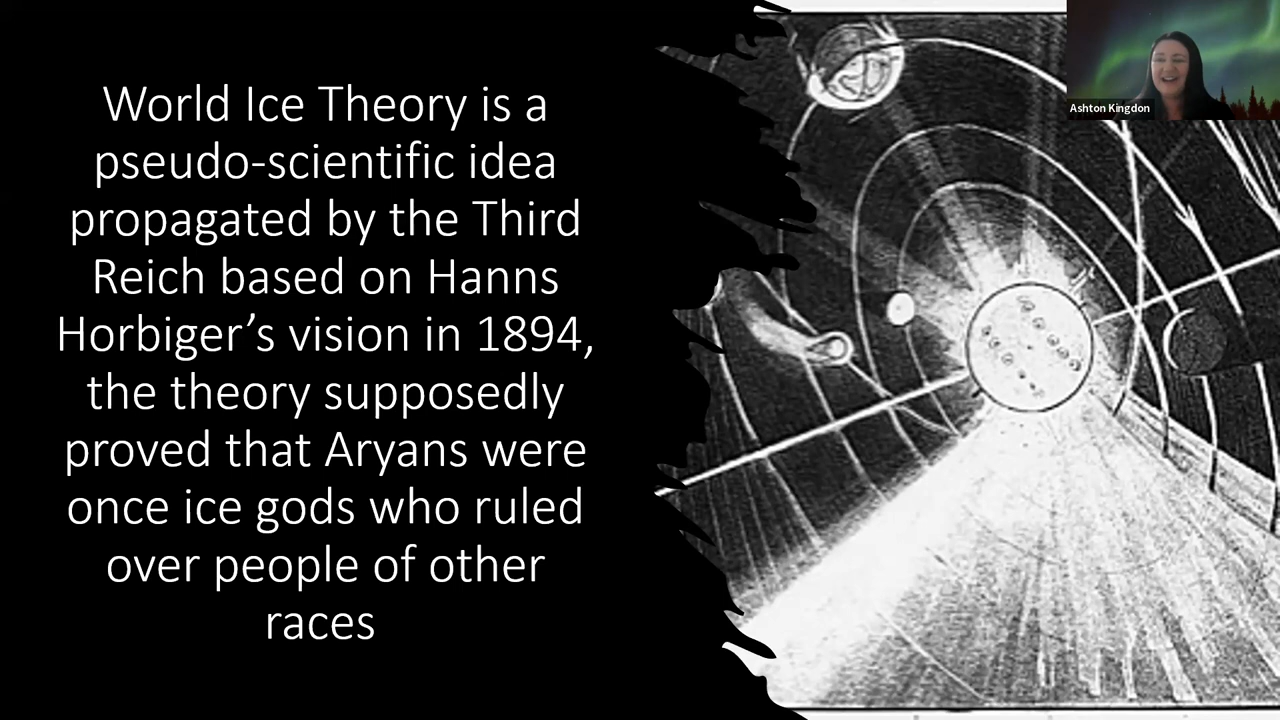 World Ice Theory is a
pseudo-scientific idea
propagated by the Third
Reich based on Hanns
Horbiger’s vision in 1894,
the theory supposedly
proved that Aryans were
once ice gods who ruled
over people of other
races
Ashton Kingdon